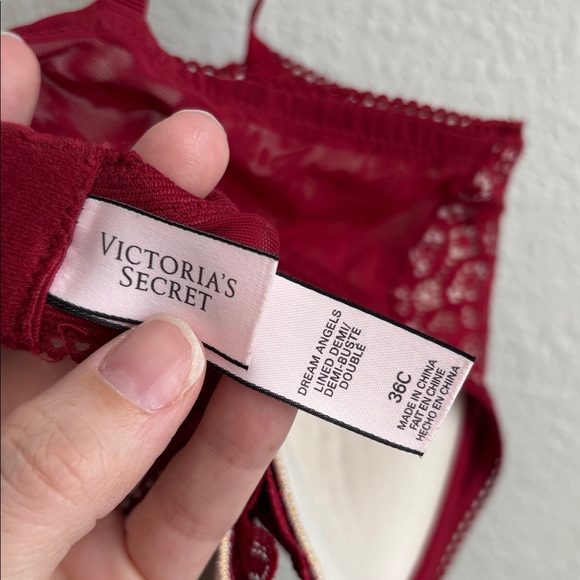 VICTORIA'S
SECRET
DREAM ANGELS
LINED DEMI/
DEMI-BUSTE
DOUBLÉ
36C
MADE IN CHINA
FAIT EN CHINE
HECHO EN CHINA